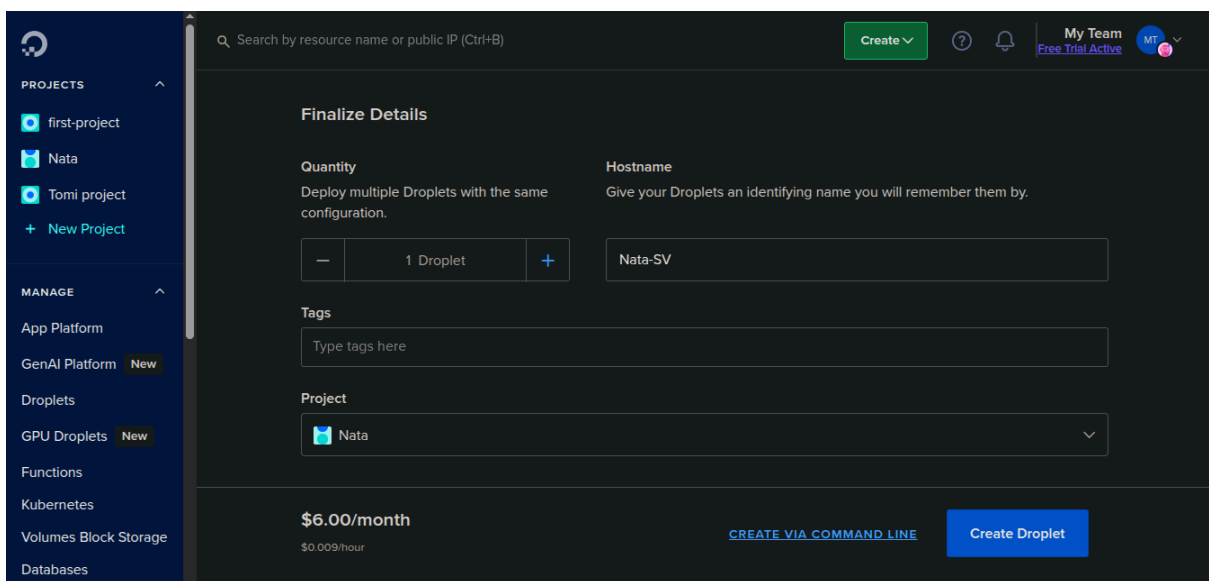 Search by resource name or public IP (Ctrl+B)
Create
My Team
Free Trial Active
MT
PROJECTS
first-project
Nata
Tomi project
+ New Project
MANAGE
App Platform
GenAI Platform New
Droplets
GPU Droplets New
Functions
Kubernetes
Volumes Block Storage
Databases
Finalize Details
Quantity
Deploy multiple Droplets with the same
configuration.
1 Droplet
Hostname
Give your Droplets an identifying name you will remember them by.
Nata-SV
Tags
Type tags here
Project
Nata
$6.00/month
$0.009/hour
CREATE VIA COMMAND LINE
Create Droplet